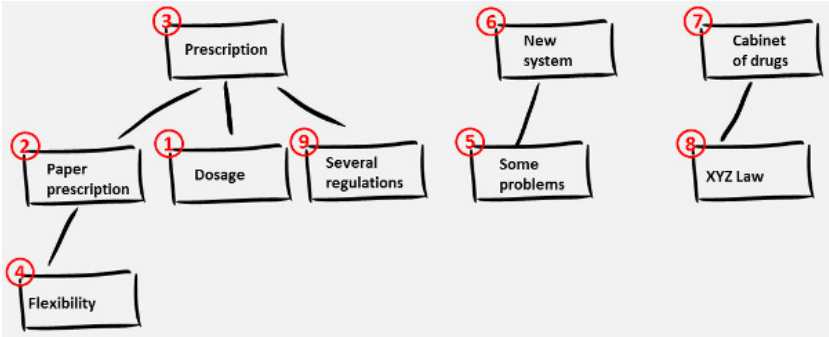 3
Prescription
6
New
system
7
Cabinet
of drugs
2
Paper
prescription
1
Dosage
9
Several
regulations
5
Some
problems
8
XYZ Law
4
Flexibility